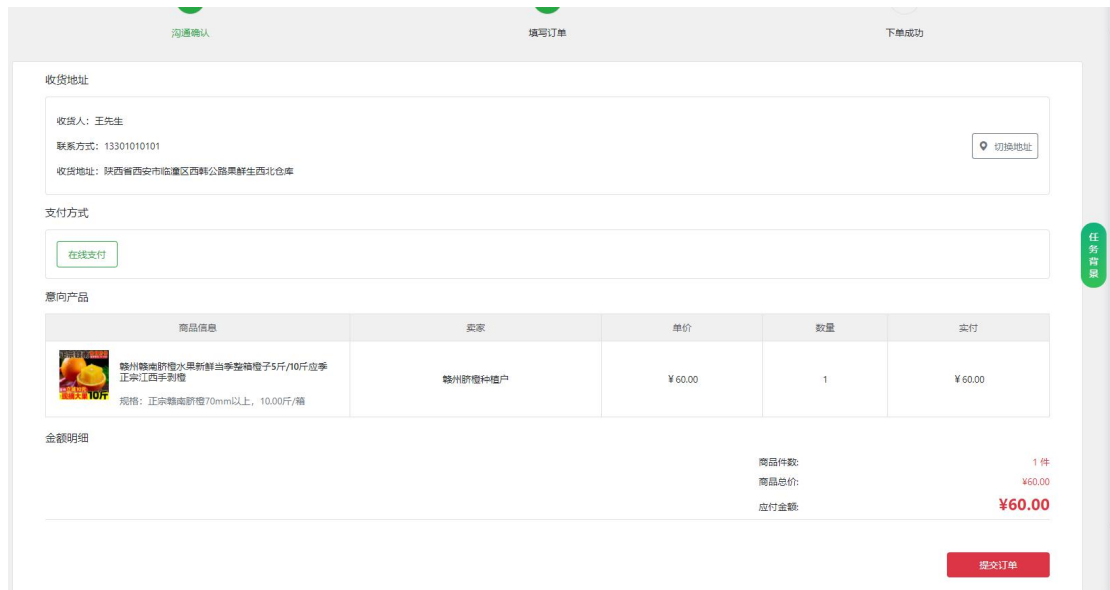 沟通确认
填写订单
下单成功
收货地址
收货人：王先生
联系方式：13301010101
切换地址
收货地址：陕西省西安市临潼区西韩公路果鲜生西北仓库
支付方式
在线支付
任务背景
意向产品
商品信息 卖家 单价 数量 实付
赣州赣南脐橙水果新鲜当季整箱橙子5斤/10斤应季
正宗江西手剥橙
赣州脐橙种植户 ¥ 60.00 1 ¥ 60.00
10斤
规格：正宗赣南脐橙70mm以上，10.00斤/箱
金额明细
商品件数: 1 件
商品总价: ¥60.00
应付金额: ¥60.00
提交订单